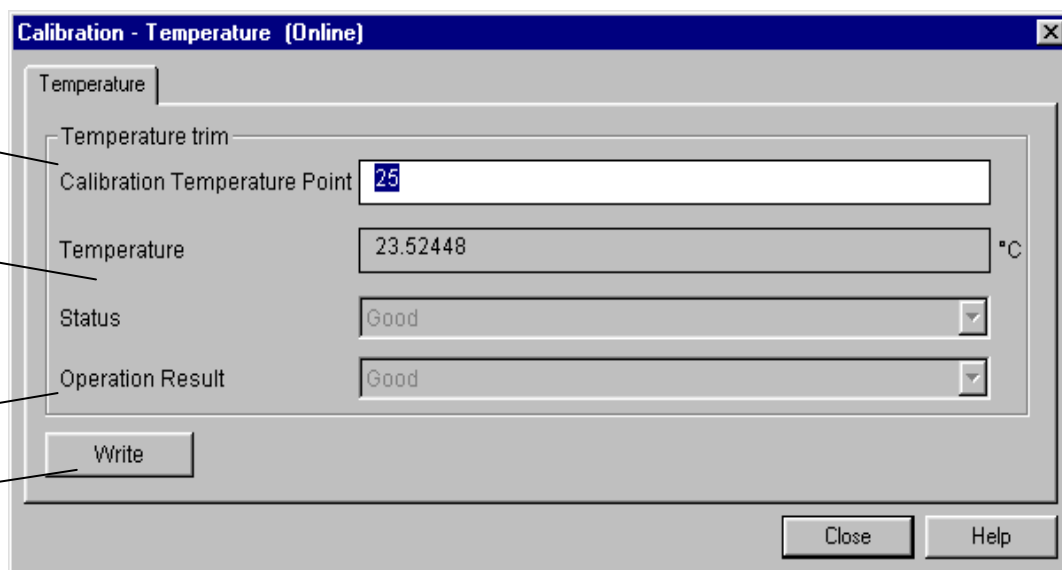 Calibration - Temperature (Online)
Temperature
Temperature trim
Calibration Temperature Point 25
Temperature 23.52448 °C
Status Good
Operation Result Good
Write
Close Help